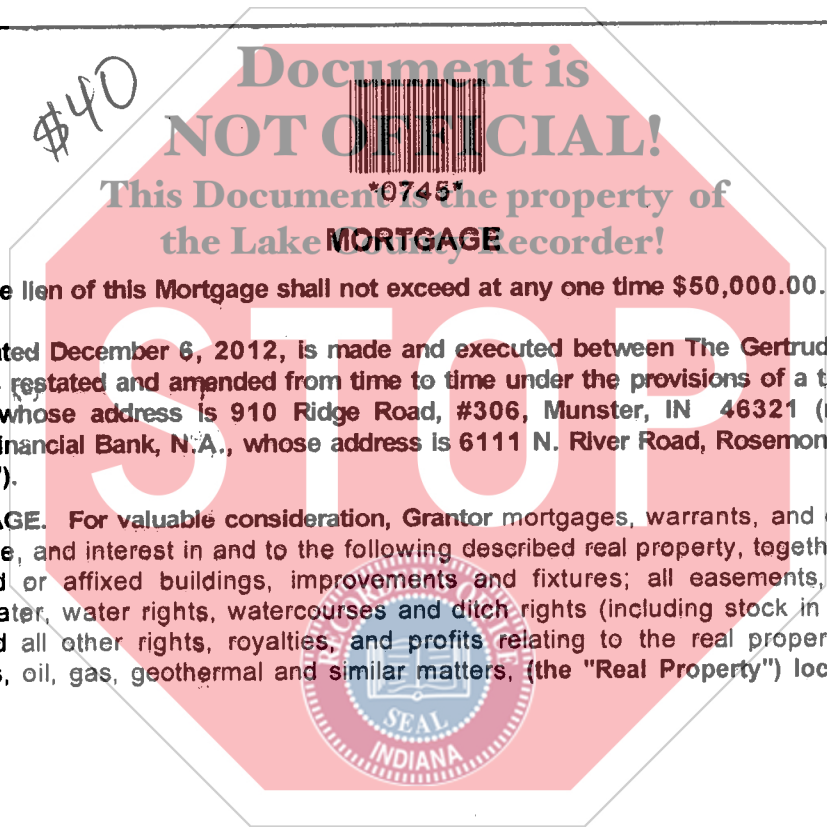 $40
Document is
NOT OFFICIAL!
*0745*
This Document is the property of
the Lake County Recorder!
MORTGAGE
e lien of this Mortgage shall not exceed at any one time $50,000.00.
ted December 6, 2012, is made and executed between The Gertrud
restated and amended from time to time under the provisions of a t
whose address is 910 Ridge Road, #306, Munster, IN 46321 (
inancial Bank, N.A., whose address is 6111 N. River Road, Rosemon
").
AGE. For valuable consideration, Grantor mortgages, warrants, and
e, and interest in and to the following described real property, togeth
d or affixed buildings, improvements and fixtures; all easements,
ater, water rights, watercourses and ditch rights (including stock in
d all other rights, royalties, and profits relating to the real proper
s, oil, gas, geothermal and similar matters, (the "Real Property") loc
STOP
SEAL
INDIANA